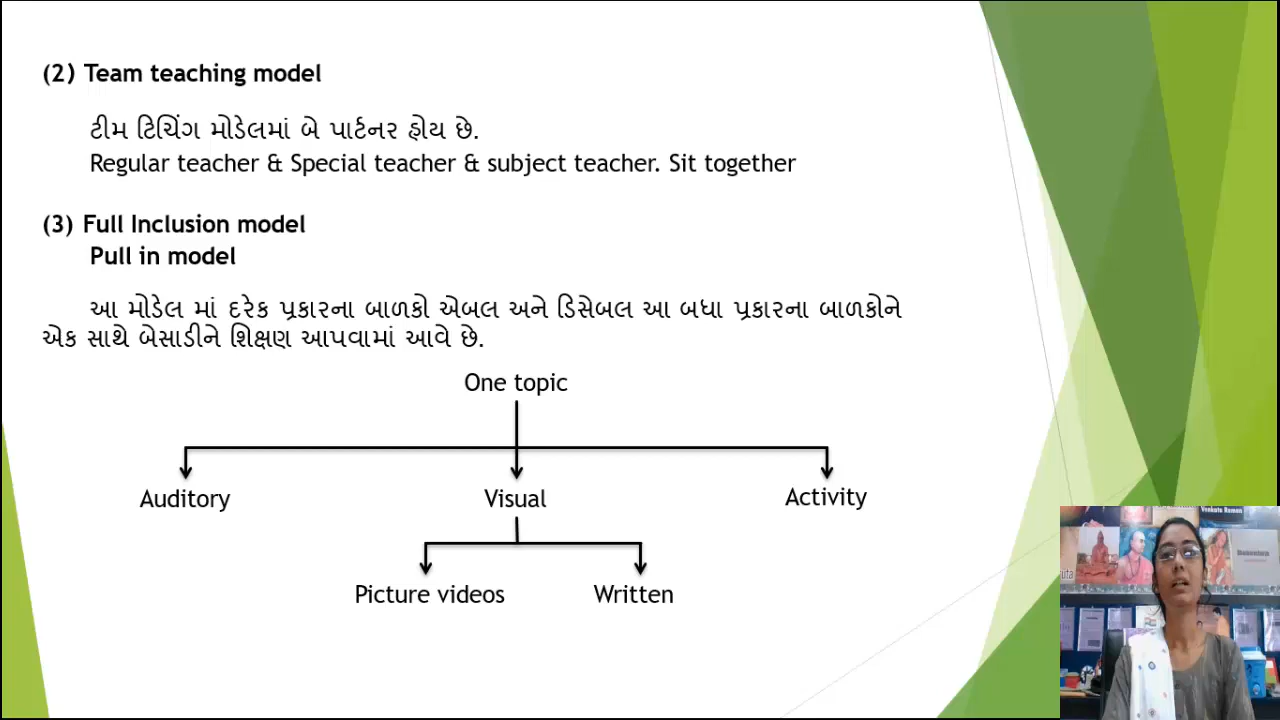 (2) Team teaching model
ટીમ ટિચિંગ મોડેલમાં બે પાર્ટનર હોય છે.
Regular teacher & Special teacher & subject teacher. Sit together
(3) Full Inclusion model
Pull in model
આ મોડેલ માં દરેક પ્રકારના બાળકો એબલ અને ડિસેબલ આ બધા પ્રકારના બાળકોને
એક સાથે બેસાડીને શિક્ષણ આપવામાં આવે છે.
One topic
Auditory
Visual
Activity
Picture videos
Written
Venkata Raman